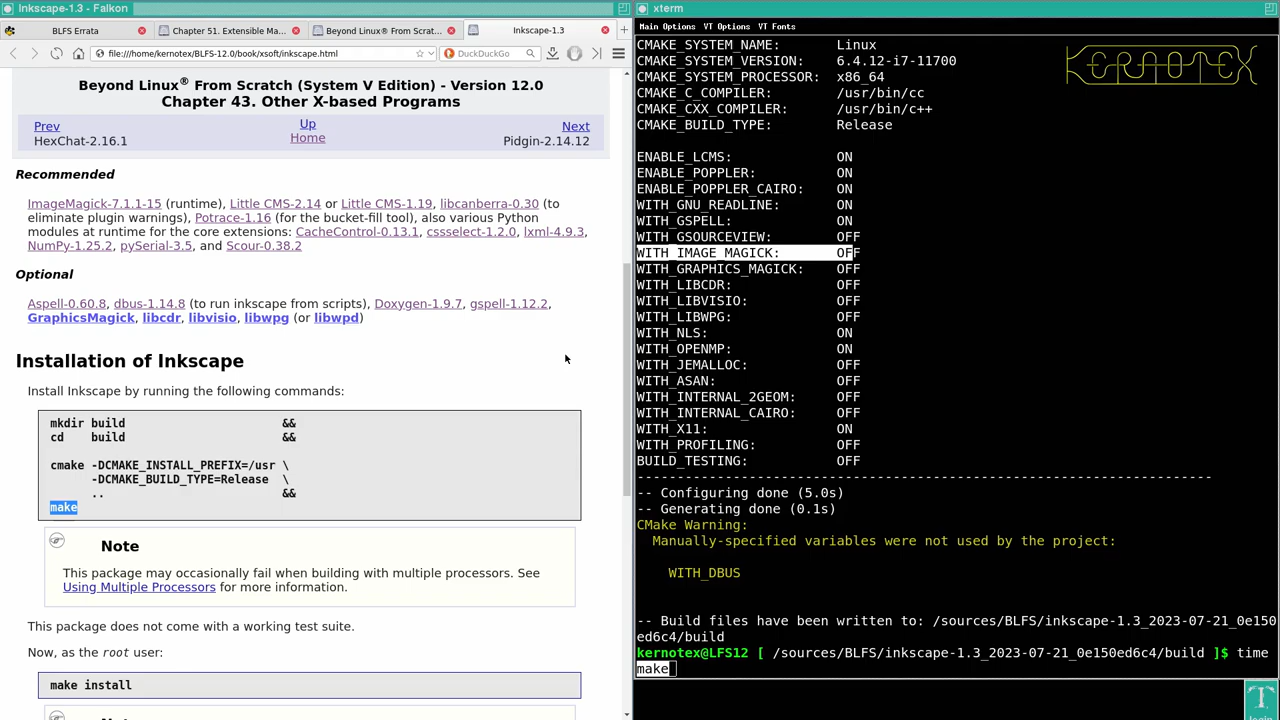 Inkscape-1.3 - Falkon
BLFS Errata
Chapter 51. Extensible Ma...
Beyond Linux® From Scrat...
Inkscape-1.3
file:///home/kernotex/BLFS-12.0/book/xsoft/inkscape.html
DuckDuckGo
Beyond Linux® From Scratch (System V Edition) - Version 12.0
Chapter 43. Other X-based Programs
Prev
Up
Next
HexChat-2.16.1
Home
Pidgin-2.14.12
Recommended
ImageMagick-7.1.1-15 (runtime), Little CMS-2.14 or Little CMS-1.19, libcanberra-0.30 (to
eliminate plugin warnings), Potrace-1.16 (for the bucket-fill tool), also various Python
modules at runtime for the core extensions: CacheControl-0.13.1, cssselect-1.2.0, lxml-4.9.3,
NumPy-1.25.2, pySerial-3.5, and Scour-0.38.2
Optional
Aspell-0.60.8, dbus-1.14.8 (to run inkscape from scripts), Doxygen-1.9.7, gspell-1.12.2,
GraphicsMagick, libcdr, libvisio, libwpg (or libwpd)
Installation of Inkscape
Install Inkscape by running the following commands:
mkdir build &&
cd build &&
cmake -DCMAKE_INSTALL_PREFIX=/usr \
-DCMAKE_BUILD_TYPE=Release \
.. &&
make
Note
This package may occasionally fail when building with multiple processors. See
Using Multiple Processors for more information.
This package does not come with a working test suite.
Now, as the root user:
make install
xterm
Main Options VT Options VT Fonts
KERNOTEX
CMAKE_SYSTEM_NAME: Linux
CMAKE_SYSTEM_VERSION: 6.4.12-i7-11700
CMAKE_SYSTEM_PROCESSOR: x86_64
CMAKE_C_COMPILER: /usr/bin/cc
CMAKE_CXX_COMPILER: /usr/bin/c++
CMAKE_BUILD_TYPE: Release
ENABLE_LCMS: ON
ENABLE_POPPLER: ON
ENABLE_POPPLER_CAIRO: ON
WITH_GNU_READLINE: ON
WITH_GSPELL: ON
WITH_GSOURCEVIEW: OFF
WITH_IMAGE_MAGICK: OFF
WITH_GRAPHICS_MAGICK: OFF
WITH_LIBCDR: OFF
WITH_LIBVISIO: OFF
WITH_LIBWPG: OFF
WITH_NLS: ON
WITH_OPENMP: ON
WITH_JEMALLOC: OFF
WITH_ASAN: OFF
WITH_INTERNAL_2GEOM: OFF
WITH_INTERNAL_CAIRO: OFF
WITH_X11: ON
WITH_PROFILING: OFF
BUILD_TESTING: OFF
------------------------------------------------------------------------
-- Configuring done (5.0s)
-- Generating done (0.1s)
CMake Warning:
Manually-specified variables were not used by the project:
WITH_DBUS
-- Build files have been written to: /sources/BLFS/inkscape-1.3_2023-07-21_0e150
ed6c4/build
kernotex@LFS12 [ /sources/BLFS/inkscape-1.3_2023-07-21_0e150ed6c4/build ]$ time
make